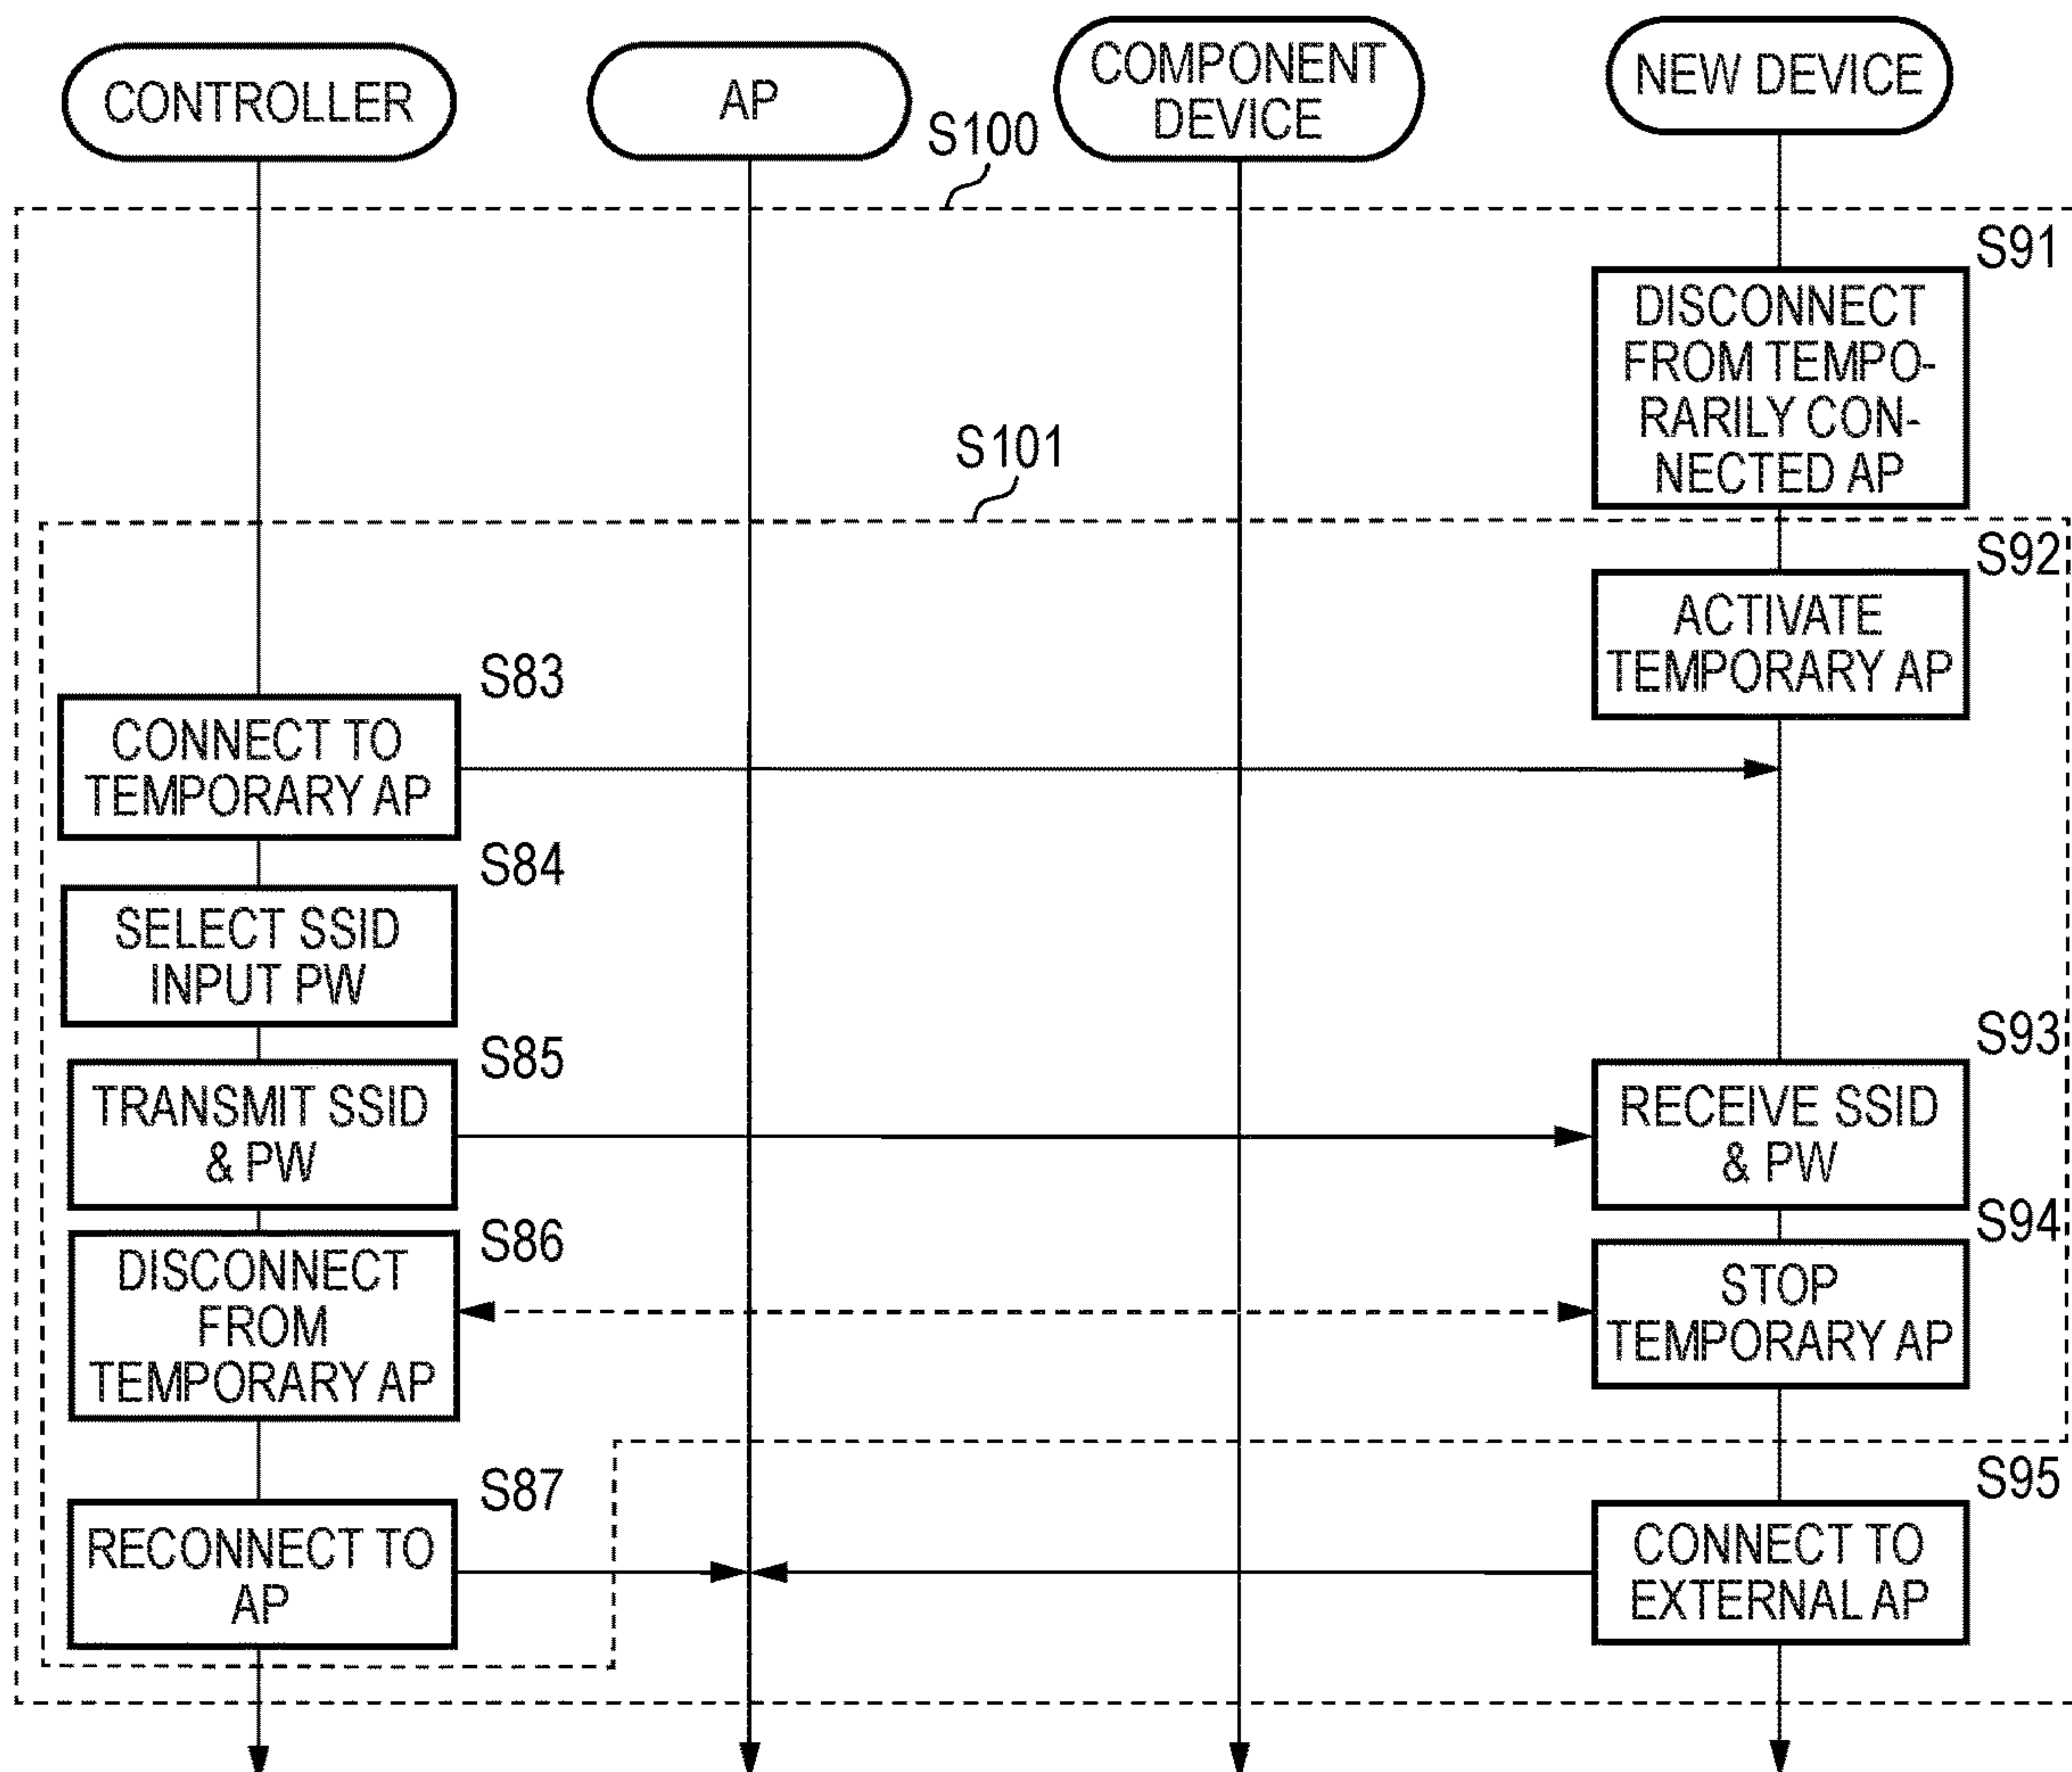 CONTROLLER
AP
COMPONENT
DEVICE
NEW DEVICE
S100
S91
DISCONNECT
FROM TEMPO-
RARILY CON-
NECTED AP
S101
S92
ACTIVATE
TEMPORARY AP
S83
CONNECT TO
TEMPORARY AP
S84
SELECT SSID
INPUT PW
S85
TRANSMIT SSID
& PW
S93
RECEIVE SSID
& PW
S86
DISCONNECT
FROM
TEMPORARY AP
S94
STOP
TEMPORARY AP
S87
RECONNECT TO
AP
S95
CONNECT TO
EXTERNAL AP